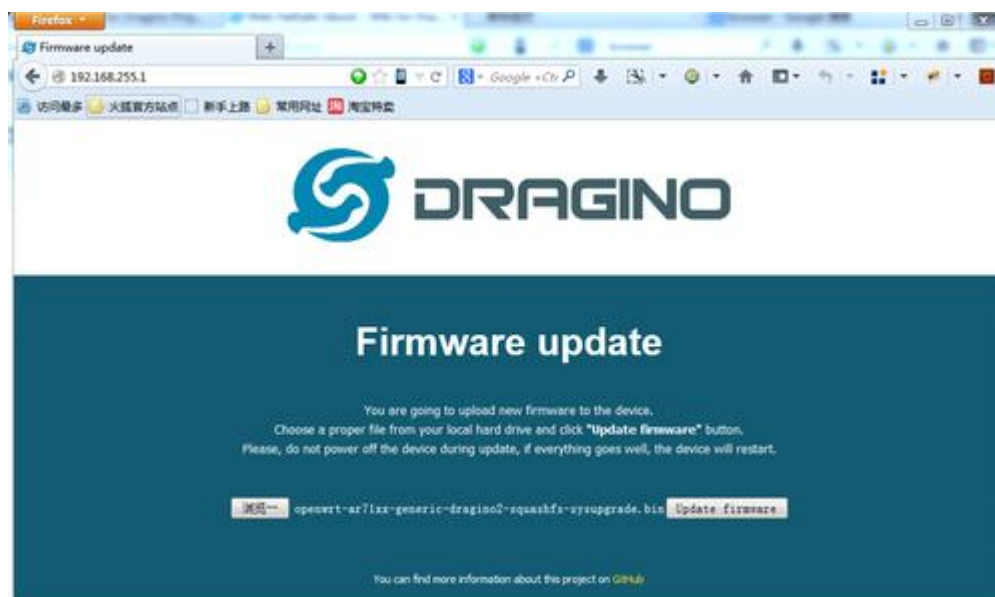 Firefox
Firmware update
192.168.255.1
Google <Ctr
访问最多 火狐官方站点 新手上路 常用网址 淘宝特卖
DRAGINO
Firmware update
You are going to upload new firmware to the device.
Choose a proper file from your local hard drive and click "Update firmware" button.
Please, do not power off the device during update, if everything goes well, the device will restart.
浏览… openwrt-ar71xx-generic-dragino2-squashfs-sysupgrade.bin Update firmware
You can find more information about this project on GitHub